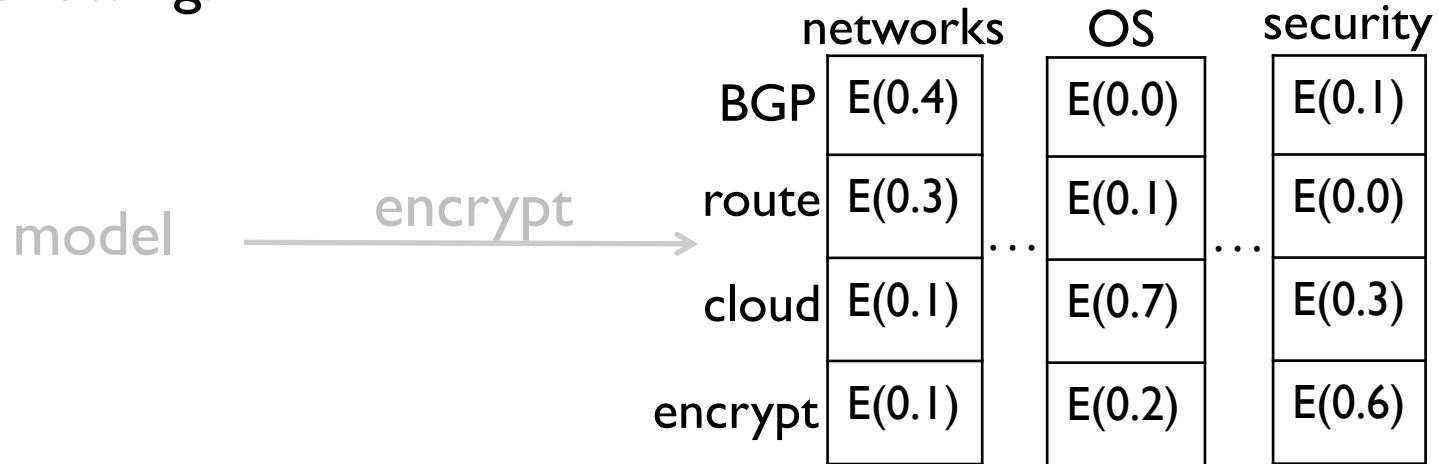 networks OS security
BGP E(0.4) E(0.0) E(0.1)
route E(0.3) E(0.1) E(0.0)
model encrypt ... ...
cloud E(0.1) E(0.7) E(0.3)
encrypt E(0.1) E(0.2) E(0.6)